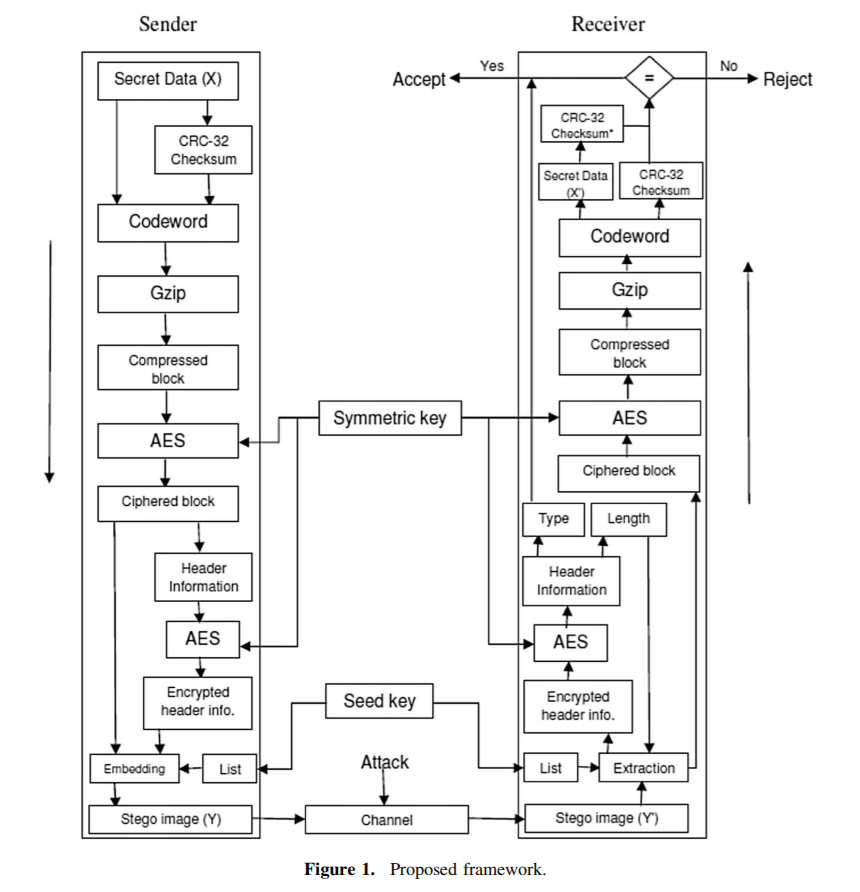 Sender
Receiver
Secret Data (X)
CRC-32
Checksum
Codeword
Gzip
Compressed
block
AES
Ciphered block
Header
Information
AES
Encrypted
header info.
Embedding
List
Stego image (Y)
Symmetric key
Seed key
Attack
Channel
Accept
Yes
=
No
Reject
CRC-32
Checksum*
Secret Data
(X')
CRC-32
Checksum
Codeword
Gzip
Compressed
block
AES
Ciphered block
Type
Length
Header
Information
AES
Encrypted
header info.
List
Extraction
Stego image (Y')
Figure 1. Proposed framework.